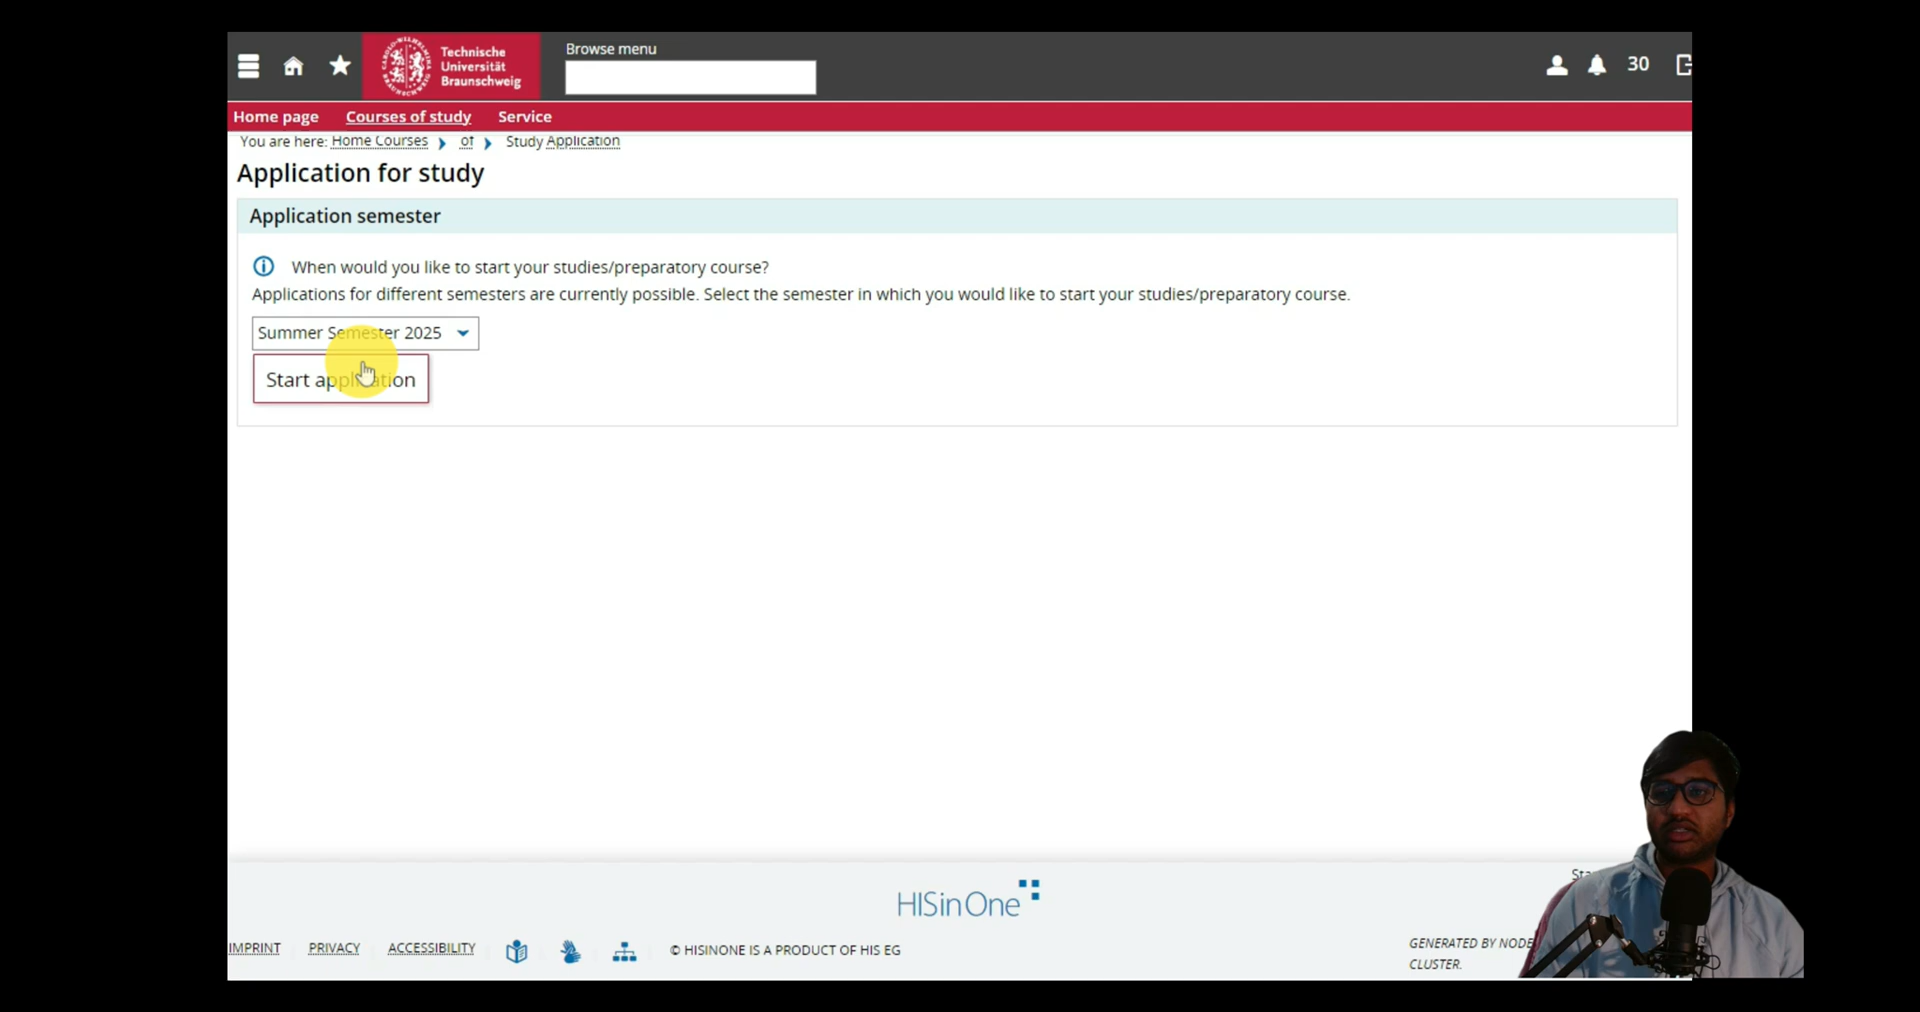 Technische
Universität
Braunschweig
Browse menu
30
Home page Courses of study Service
You are here: Home Courses of Study Application
Application for study
Application semester
When would you like to start your studies/preparatory course?
Applications for different semesters are currently possible. Select the semester in which you would like to start your studies/preparatory course.
Summer Semester 2025
Start application
HISinOne
IMPRINT PRIVACY ACCESSIBILITY © HISINONE IS A PRODUCT OF HIS EG
GENERATED BY NODE
CLUSTER.